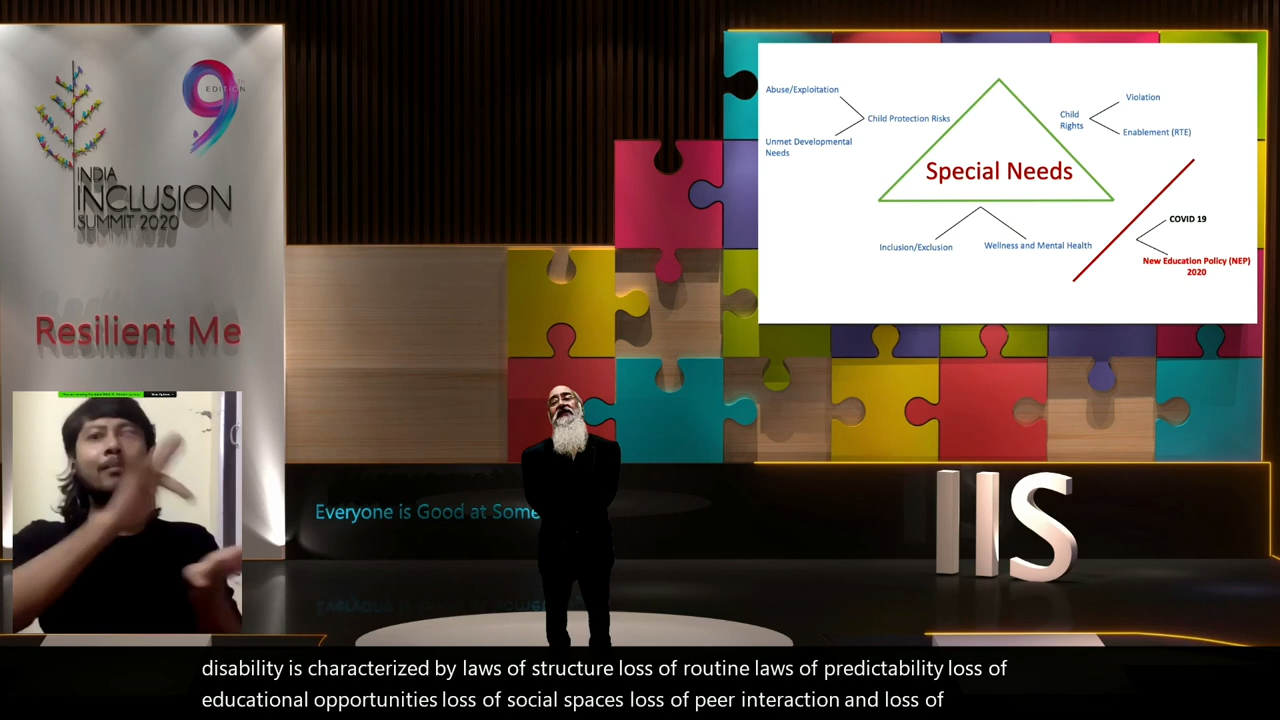 9
EDITION
INDIA
INCLUSION
SUMMIT 2020
Resilient Me
Abuse/Exploitation
Child Protection Risks
Unmet Developmental
Needs
Special Needs
Child
Rights
Violation
Enablement (RTE)
Inclusion/Exclusion
Wellness and Mental Health
COVID 19
New Education Policy (NEP)
2020
Everyone is Good at Some
IIS
disability is characterized by laws of structure loss of routine laws of predictability loss of
educational opportunities loss of social spaces loss of peer interaction and loss of